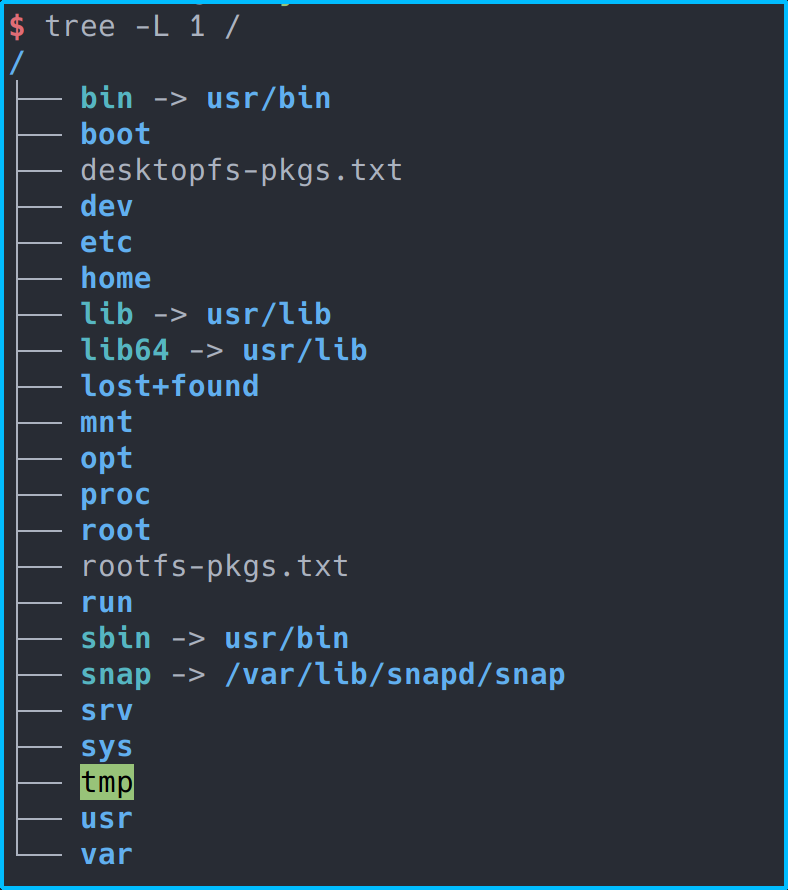 $ tree -L 1 /
/
├── bin -> usr/bin
├── boot
├── desktopfs-pkgs.txt
├── dev
├── etc
├── home
├── lib -> usr/lib
├── lib64 -> usr/lib
├── lost+found
├── mnt
├── opt
├── proc
├── root
├── rootfs-pkgs.txt
├── run
├── sbin -> usr/bin
├── snap -> /var/lib/snapd/snap
├── srv
├── sys
├── tmp
├── usr
└── var